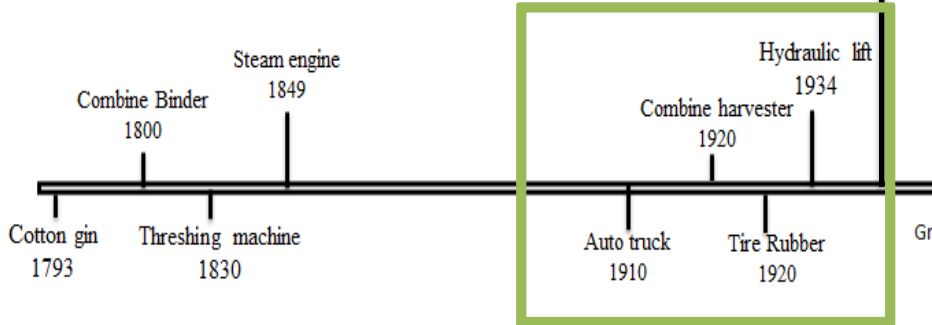 Steam engine
1849
Combine Binder
1800
Hydraulic lift
1934
Combine harvester
1920
Cotton gin
1793
Threshing machine
1830
Auto truck
1910
Tire Rubber
1920